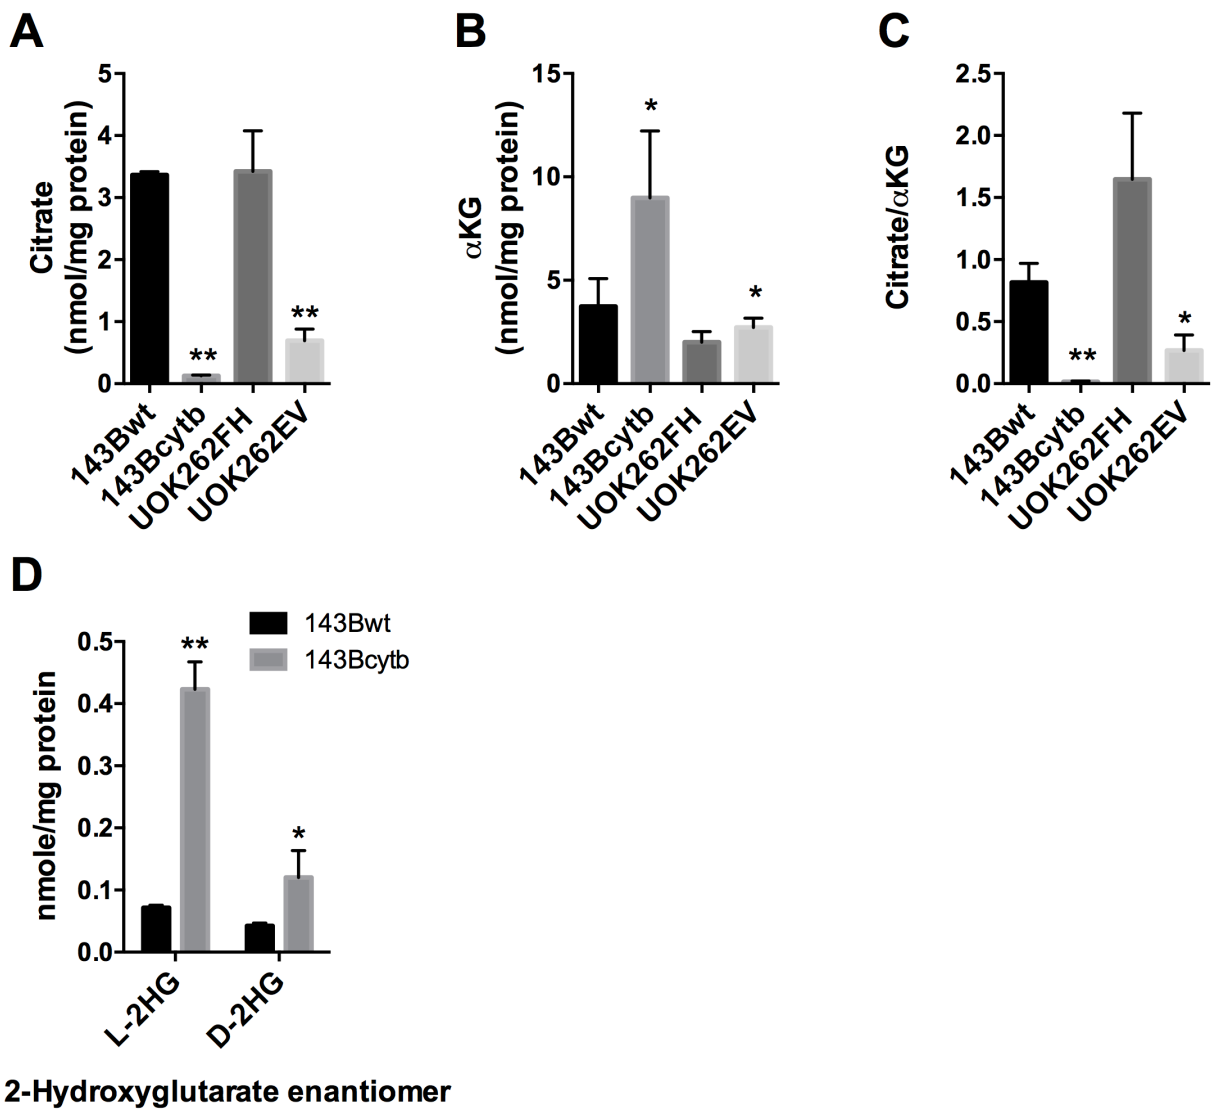 A
Citrate
(nmol/mg protein)
5
4
3
2
1
0
**
**
143Bwt
143Bcytb
UOK262FH
UOK262EV
B
αKG
(nmol/mg protein)
15
10
5
0
*
*
143Bwt
143Bcytb
UOK262FH
UOK262EV
C
Citrate/αKG
2.5
2.0
1.5
1.0
0.5
0.0
**
*
143Bwt
143Bcytb
UOK262FH
UOK262EV
D
143Bwt
143Bcytb
nmole/mg protein
0.5
0.4
0.3
0.2
0.1
0.0
**
*
L-2HG
D-2HG
2-Hydroxyglutarate enantiomer